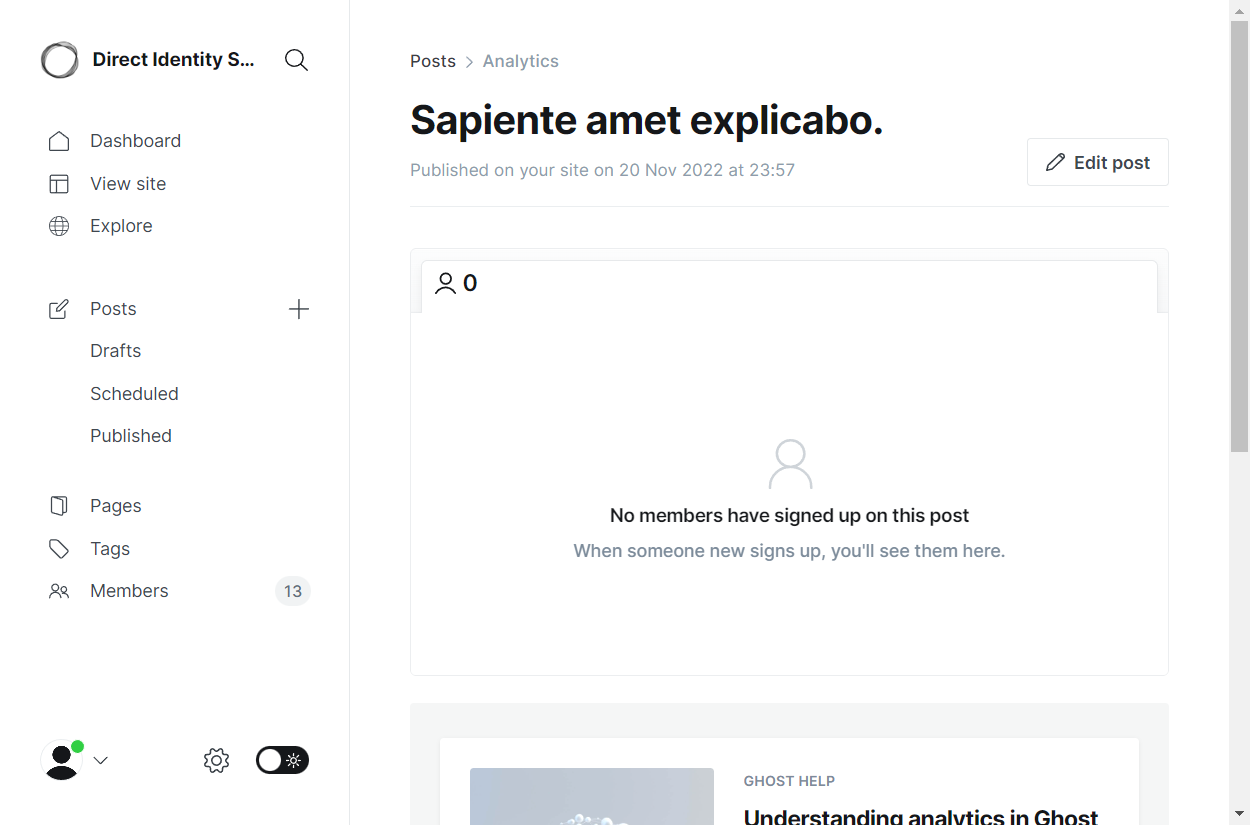 Direct Identity S...
Dashboard
View site
Explore
Posts
Drafts
Scheduled
Published
Pages
Tags
Members
13
Posts
Analytics
Sapiente amet explicabo.
Published on your site on 20 Nov 2022 at 23:57
Edit post
0
No members have signed up on this post
When someone new signs up, you'll see them here.
GHOST HELP
Understanding analytics in Ghost